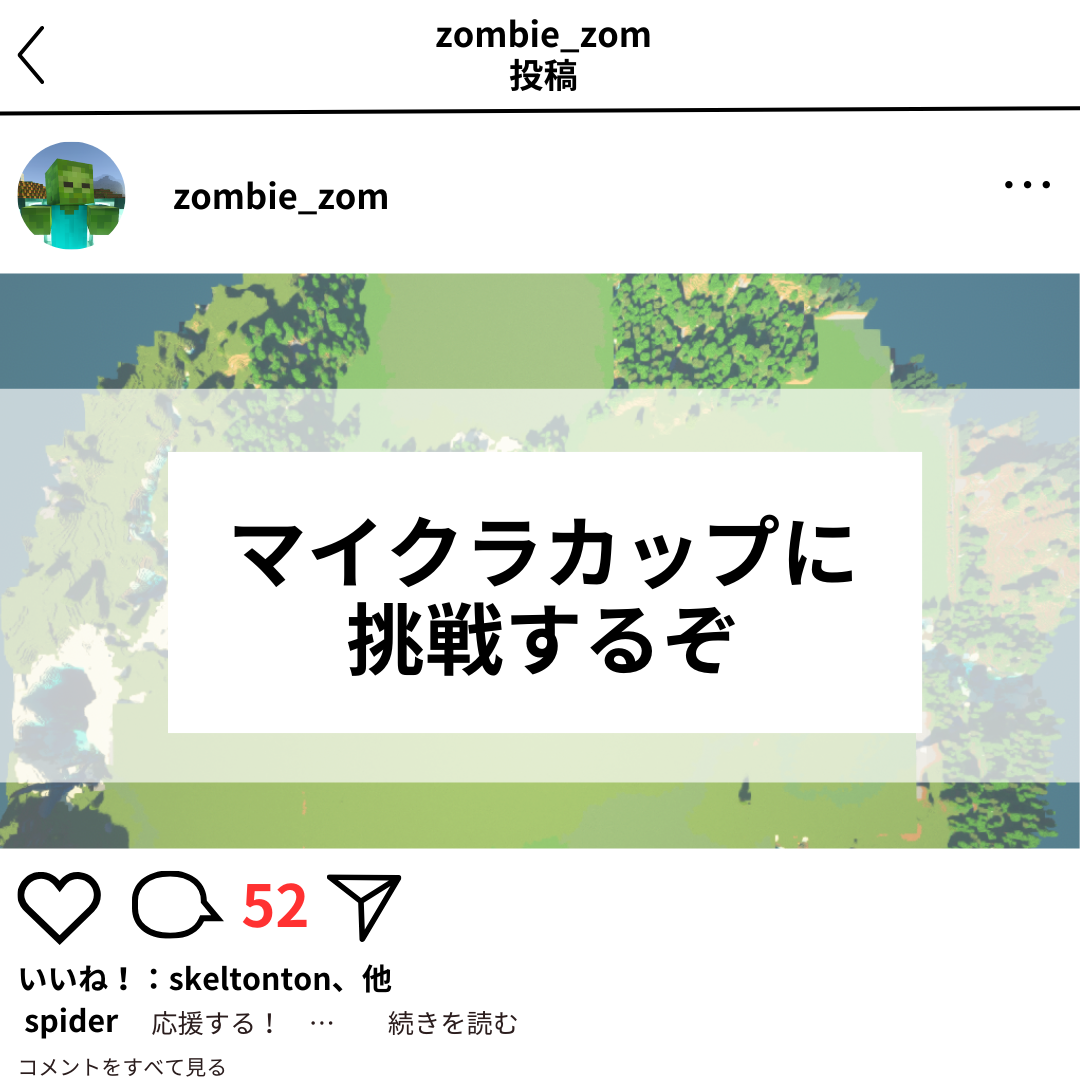 zombie_zom
投稿
zombie_zom
マイクラカップに
挑戦するぞ
52
いいね！：skeltonton、他
spider 応援する！ … 続きを読む
コメントをすべて見る